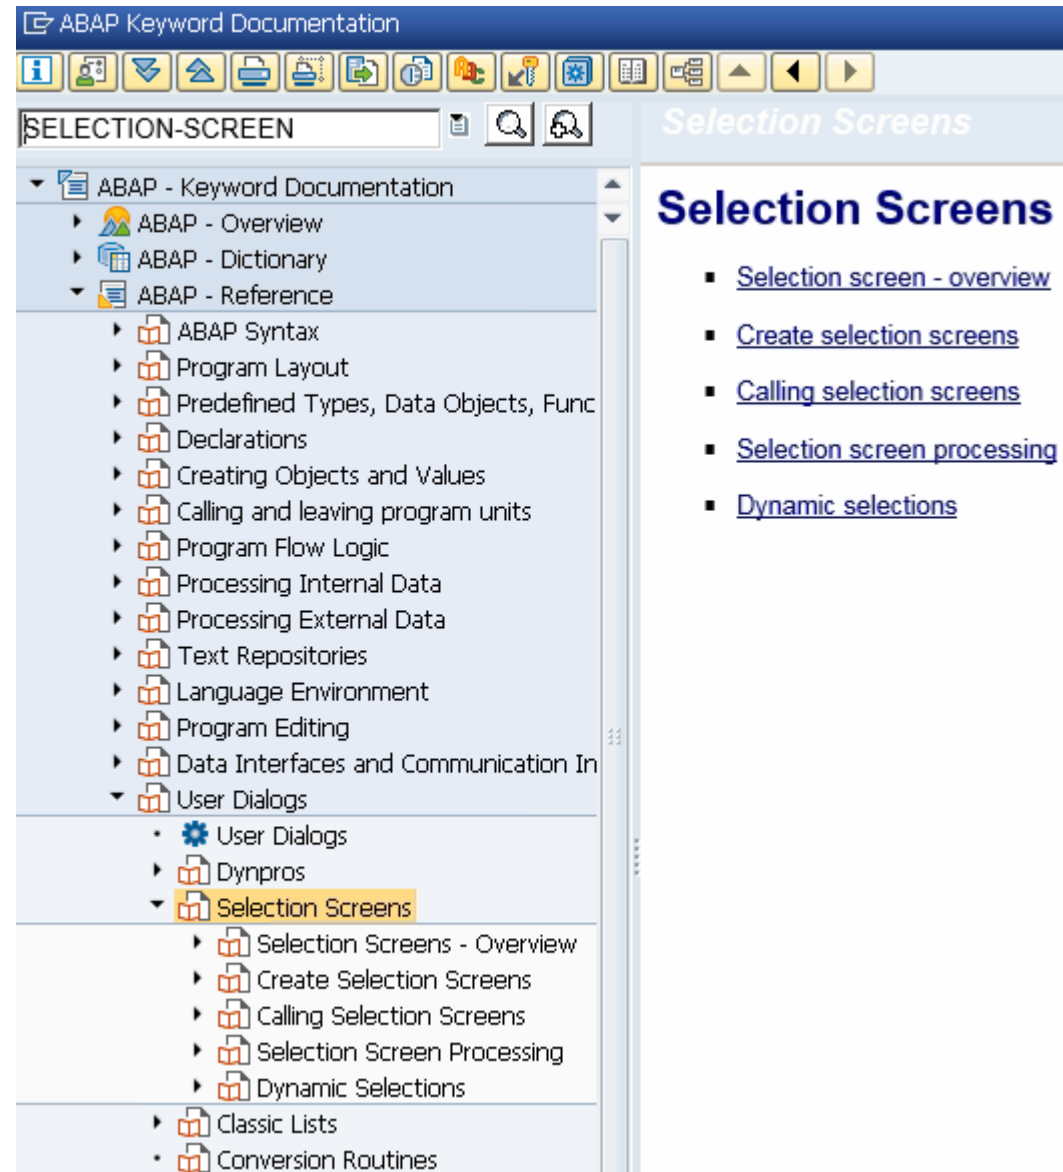 ABAP Keyword Documentation
SELECTION-SCREEN
ABAP - Keyword Documentation
ABAP - Overview
ABAP - Dictionary
ABAP - Reference
ABAP Syntax
Program Layout
Predefined Types, Data Objects, Func
Declarations
Creating Objects and Values
Calling and leaving program units
Program Flow Logic
Processing Internal Data
Processing External Data
Text Repositories
Language Environment
Program Editing
Data Interfaces and Communication In
User Dialogs
User Dialogs
Dynpros
Selection Screens
Selection Screens - Overview
Create Selection Screens
Calling Selection Screens
Selection Screen Processing
Dynamic Selections
Classic Lists
Conversion Routines
Selection Screens
Selection Screens
Selection screen - overview
Create selection screens
Calling selection screens
Selection screen processing
Dynamic selections